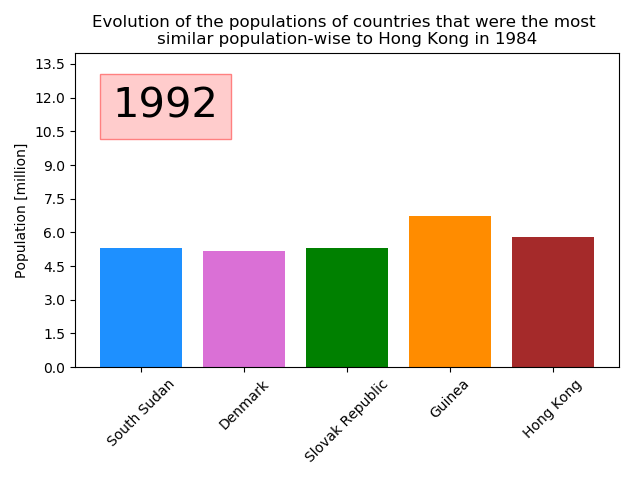 Evolution of the populations of countries that were the most
similar population-wise to Hong Kong in 1984
13.5
12.0
10.5
9.0
7.5
6.0
4.5
3.0
1.5
0.0
Population [million]
1992
South Sudan
Denmark
Slovak Republic
Guinea
Hong Kong